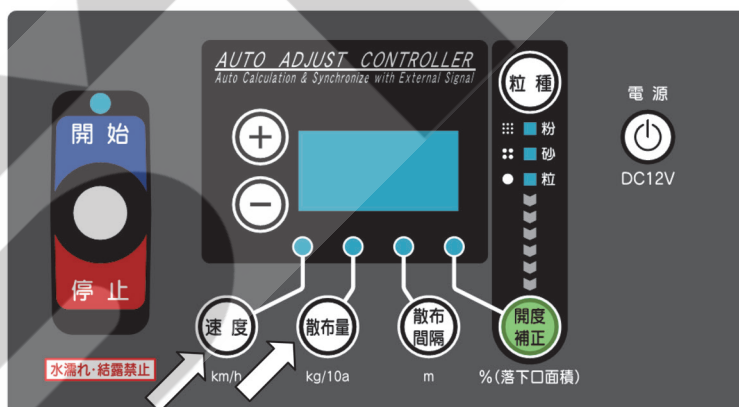 AUTO ADJUST CONTROLLER
Auto Calculation & Synchronize with External Signal
開始
停止
水濡れ・結露禁止
+
−
速度
km/h
散布量
kg/10a
散布
間隔
m
粒種
粉
砂
粒
開度
補正
%(落下口面積)
電源
DC12V